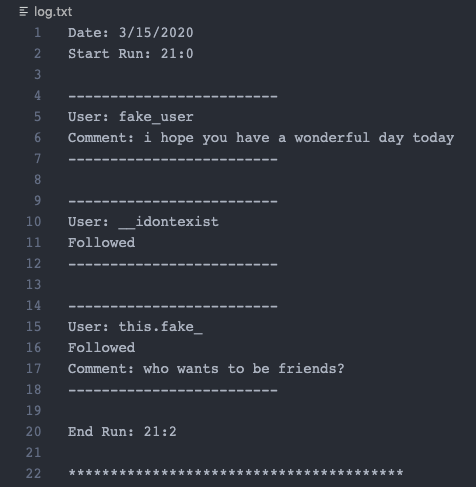 log.txt
1 Date: 3/15/2020
2 Start Run: 21:0
3
4 -------------------------
5 User: fake_user
6 Comment: i hope you have a wonderful day today
7 -------------------------
8
9 -------------------------
10 User: __idontexist
11 Followed
12 -------------------------
13
14 -------------------------
15 User: this.fake_
16 Followed
17 Comment: who wants to be friends?
18 -------------------------
19
20 End Run: 21:2
21
22 ****************************************